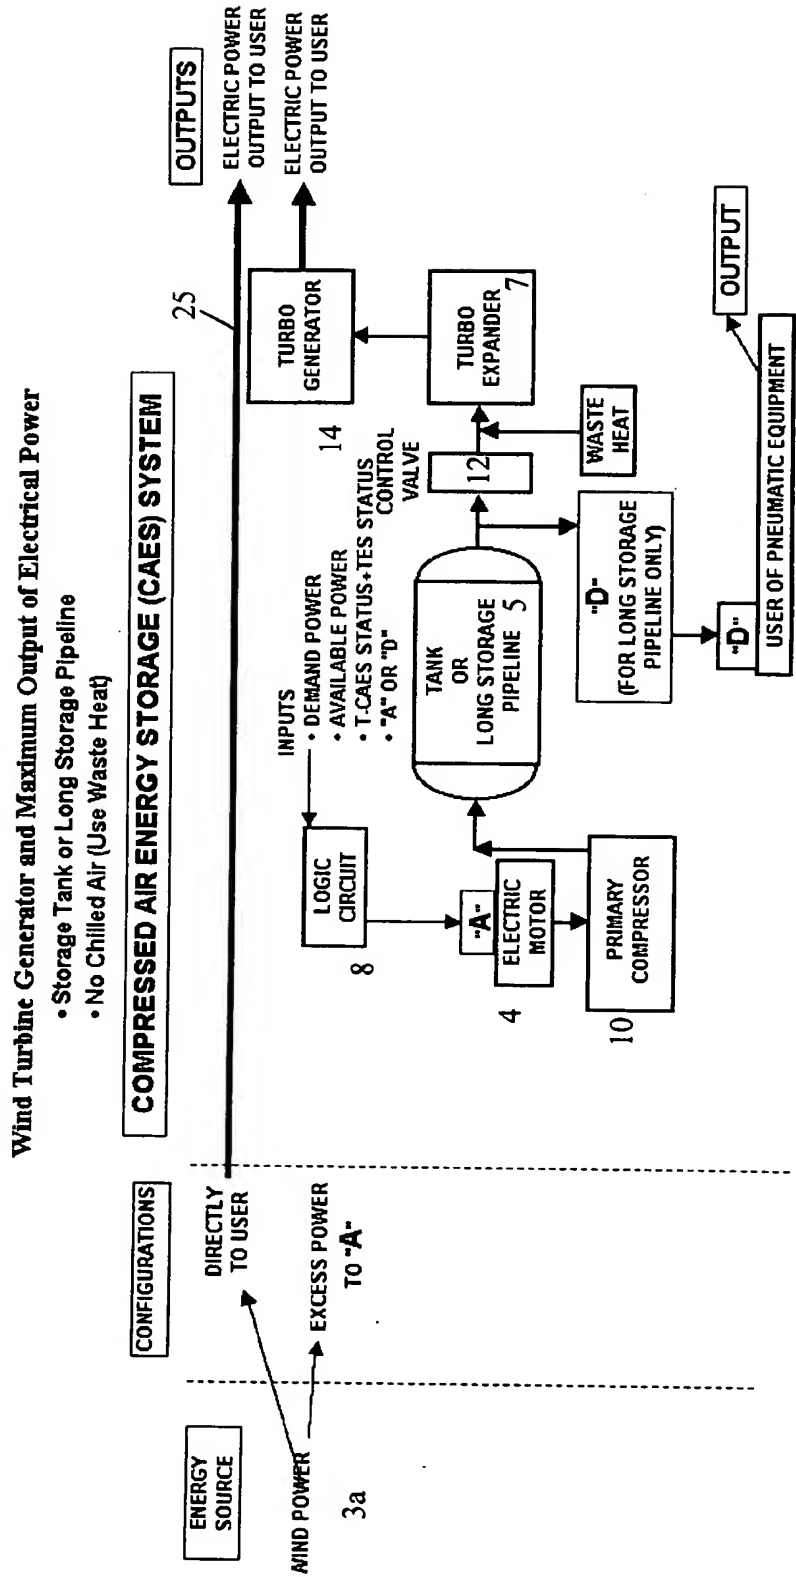 Wind Turbine Generator and Maximum Output of Electrical Power
• Storage Tank or Long Storage Pipeline
• No Chilled Air (Use Waste Heat)
ENERGY
SOURCE
CONFIGURATIONS
COMPRESSED AIR ENERGY STORAGE (CAES) SYSTEM
OUTPUTS
WIND POWER
3a
DIRECTLY
TO USER
EXCESS POWER
TO "A"
25
ELECTRIC POWER
OUTPUT TO USER
ELECTRIC POWER
OUTPUT TO USER
INPUTS
• DEMAND POWER
• AVAILABLE POWER
• T-CAES STATUS+TES STATUS
• "A" OR "D"
LOGIC
CIRCUIT
8
"A"
ELECTRIC
MOTOR
4
PRIMARY
COMPRESSOR
10
TANK
OR
LONG STORAGE
PIPELINE 5
CONTROL
VALVE
12
WASTE
HEAT
TURBO
EXPANDER 7
TURBO
GENERATOR
14
"D"
(FOR LONG STORAGE
PIPELINE ONLY)
"D"
USER OF PNEUMATIC EQUIPMENT
OUTPUT